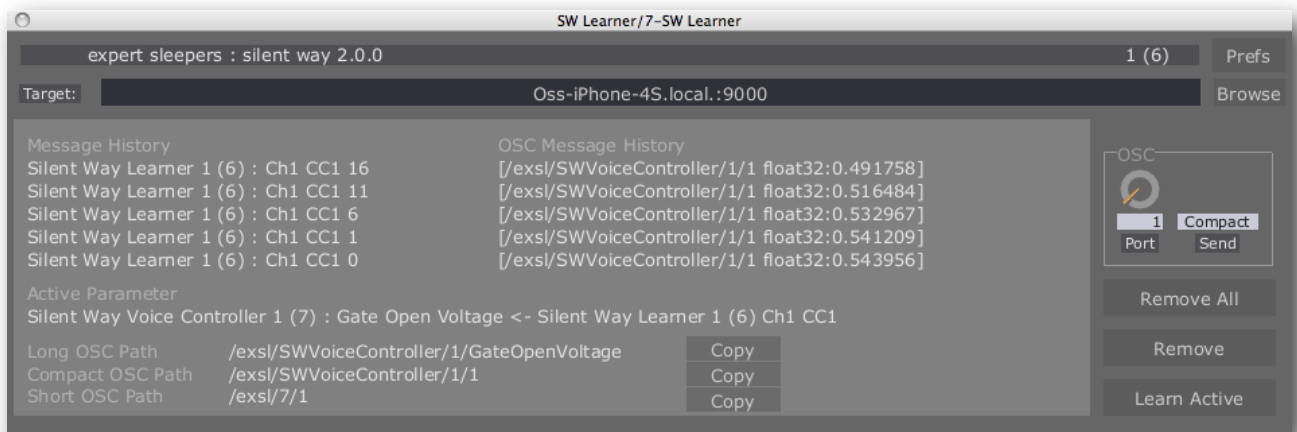 SW Learner/7-SW Learner
expert sleepers : silent way 2.0.0 1 (6) Prefs
Target: Oss-iPhone-4S.local.:9000 Browse
Message History OSC Message History
Silent Way Learner 1 (6) : Ch1 CC1 16 [/exsl/SWVoiceController/1/1 float32:0.491758]
Silent Way Learner 1 (6) : Ch1 CC1 11 [/exsl/SWVoiceController/1/1 float32:0.516484]
Silent Way Learner 1 (6) : Ch1 CC1 6 [/exsl/SWVoiceController/1/1 float32:0.532967]
Silent Way Learner 1 (6) : Ch1 CC1 1 [/exsl/SWVoiceController/1/1 float32:0.541209]
Silent Way Learner 1 (6) : Ch1 CC1 0 [/exsl/SWVoiceController/1/1 float32:0.543956]
Active Parameter
Silent Way Voice Controller 1 (7) : Gate Open Voltage <- Silent Way Learner 1 (6) Ch1 CC1
Long OSC Path /exsl/SWVoiceController/1/GateOpenVoltage Copy
Compact OSC Path /exsl/SWVoiceController/1/1 Copy
Short OSC Path /exsl/7/1 Copy
OSC
1 Compact
Port Send
Remove All
Remove
Learn Active